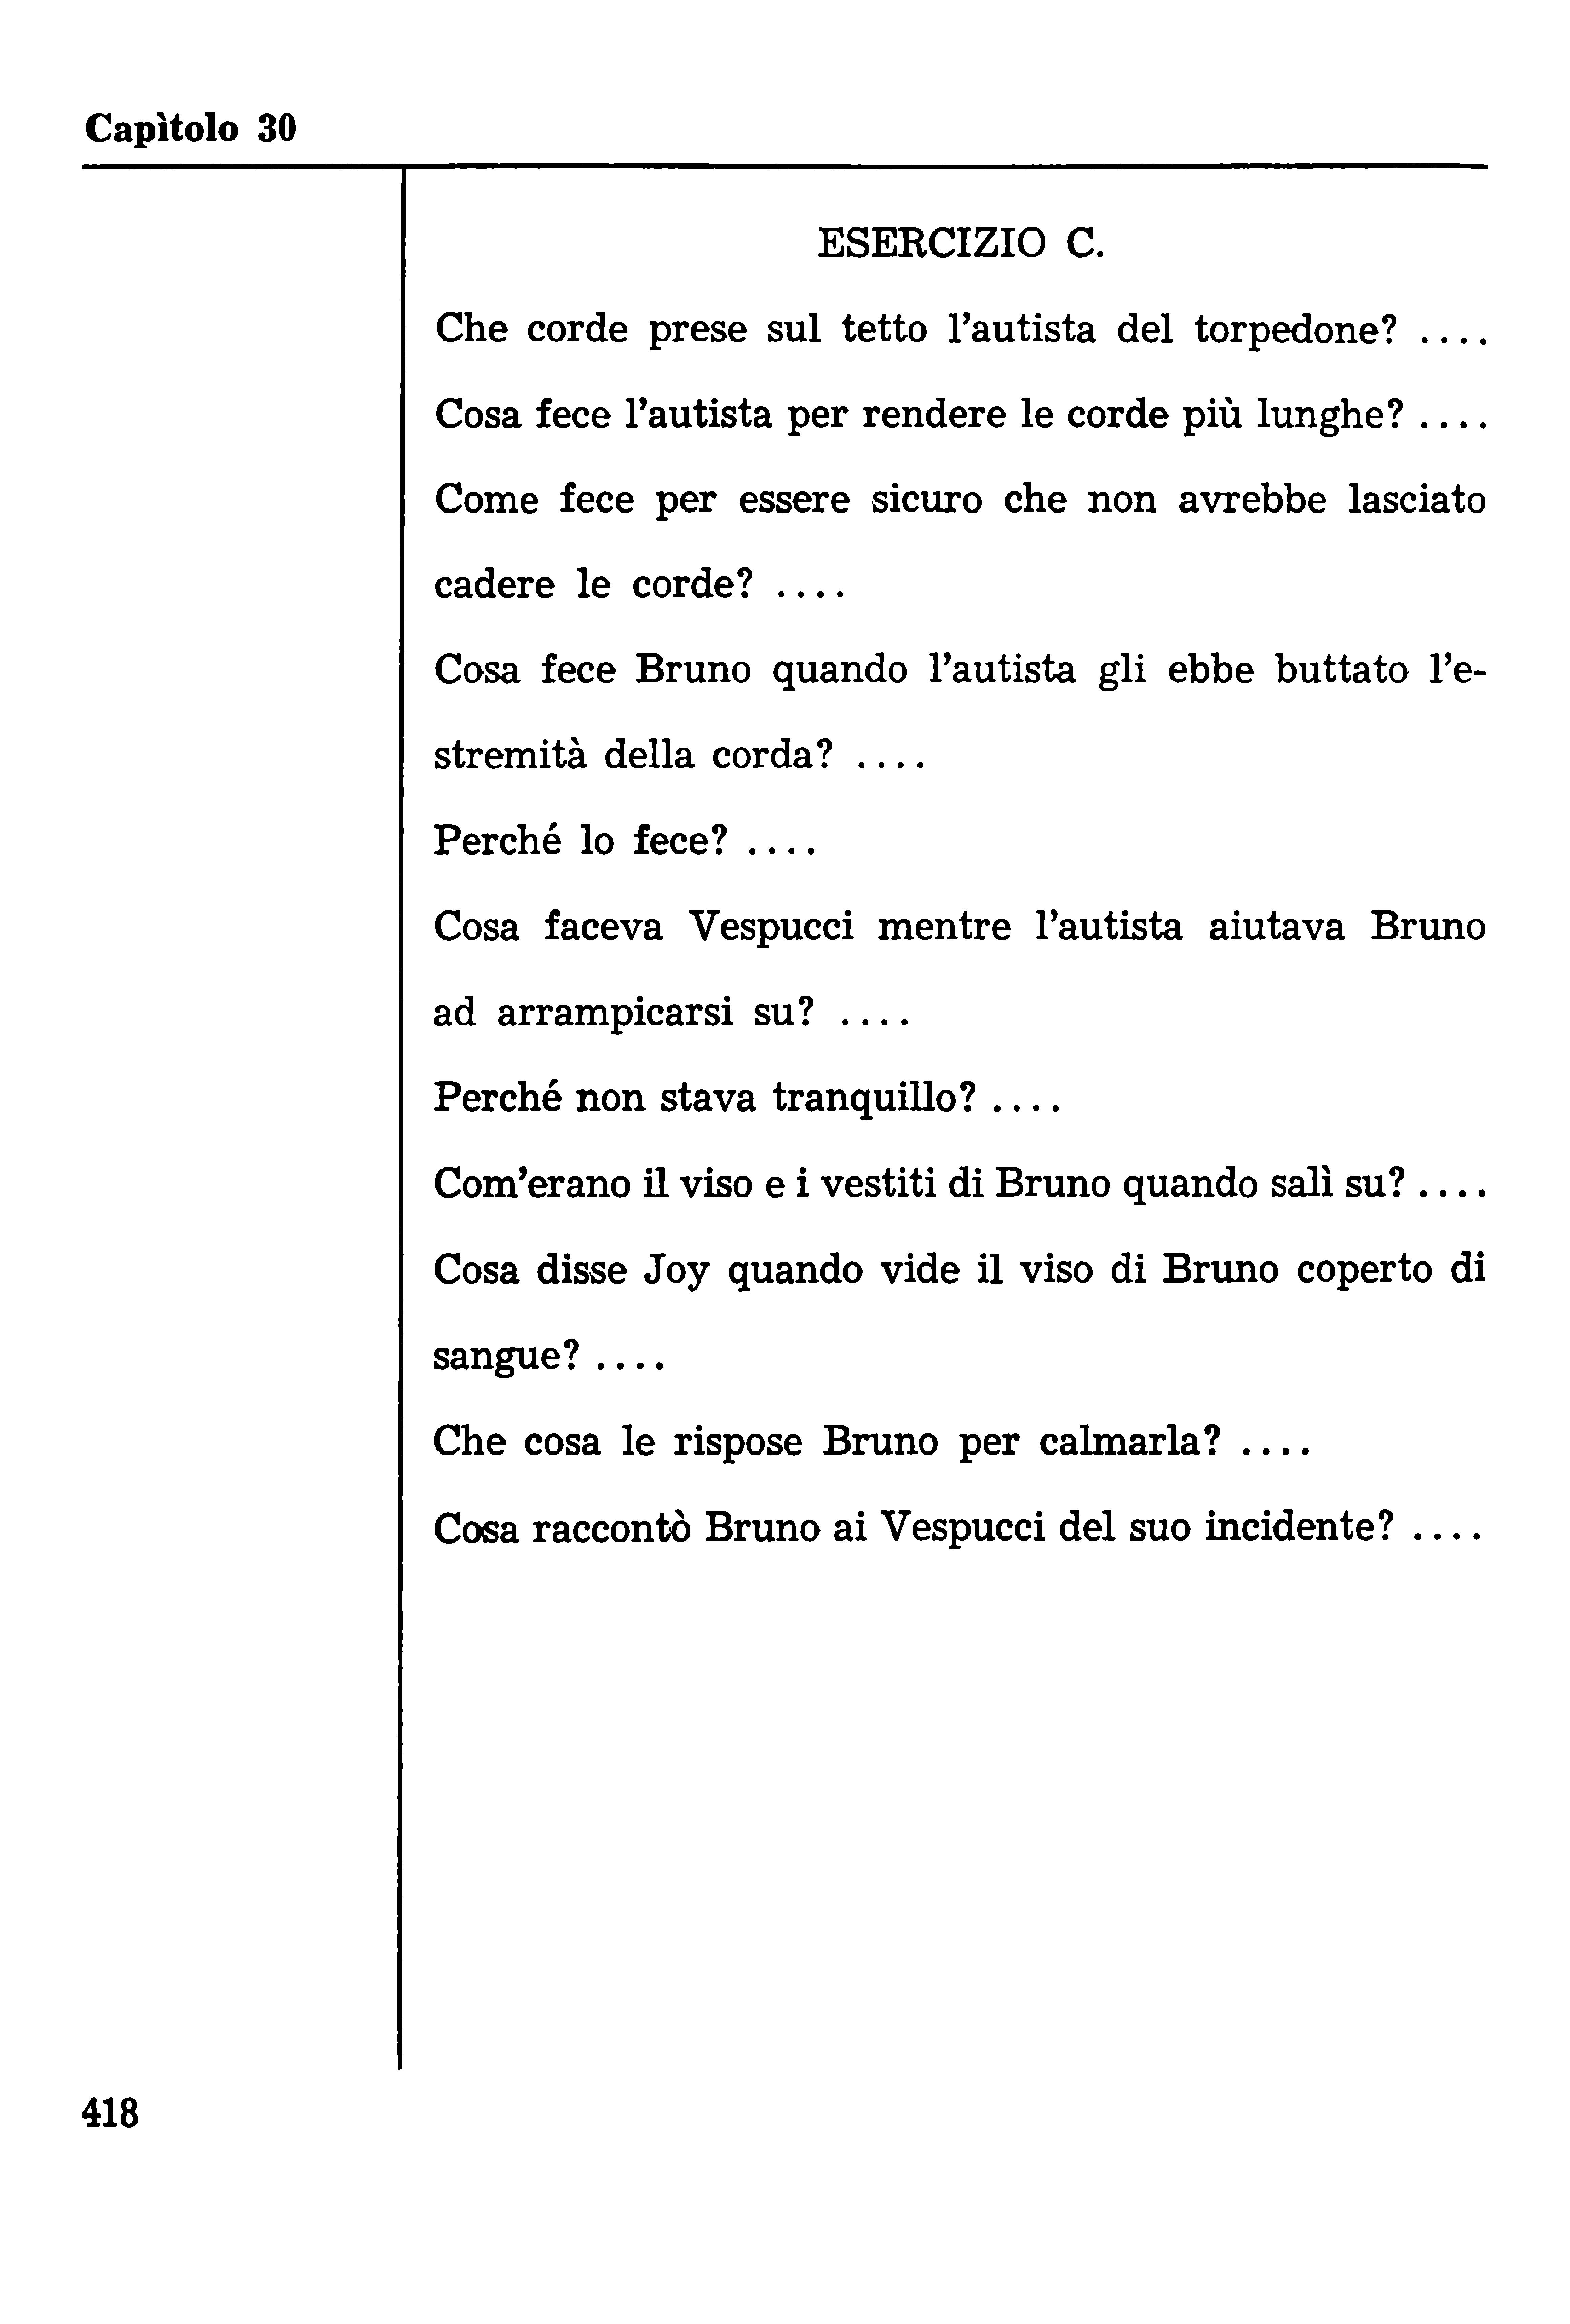 Capìtolo 30
ESERCIZIO C.
Che corde prese sul tetto l’autista del torpedone? ....
Cosa fece l’autista per rendere le corde più lunghe? ....
Come fece per essere sicuro che non avrebbe lasciato
cadere le corde? ....
Cosa fece Bruno quando l’autista gli ebbe buttato l’e-
stremità della corda? ....
Perché lo fece? ....
Cosa faceva Vespucci mentre l’autista aiutava Bruno
ad arrampicarsi su? ....
Perché non stava tranquillo? ....
Com’erano il viso e i vestiti di Bruno quando salì su? ....
Cosa disse Joy quando vide il viso di Bruno coperto di
sangue? ....
Che cosa le rispose Bruno per calmarla? ....
Cosa raccontò Bruno ai Vespucci del suo incidente? ....
418